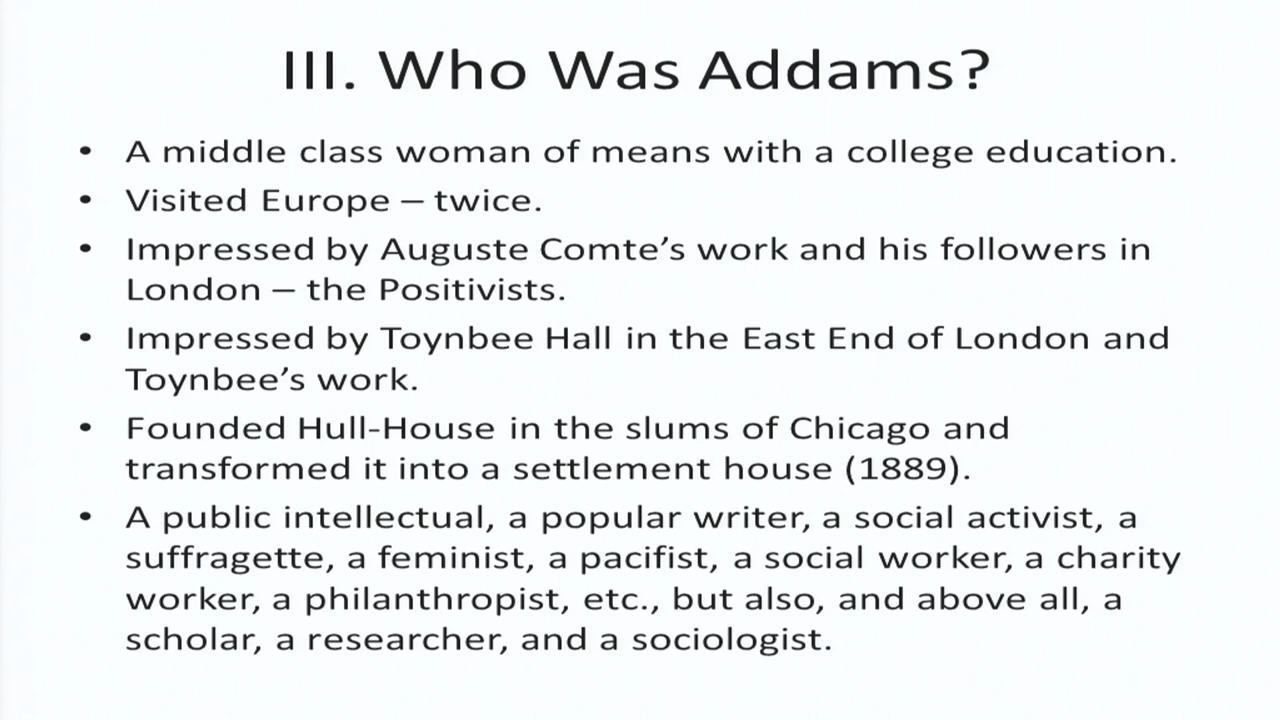 III. Who Was Addams?
• A middle class woman of means with a college education.
• Visited Europe – twice.
• Impressed by Auguste Comte’s work and his followers in
London – the Positivists.
• Impressed by Toynbee Hall in the East End of London and
Toynbee’s work.
• Founded Hull-House in the slums of Chicago and
transformed it into a settlement house (1889).
• A public intellectual, a popular writer, a social activist, a
suffragette, a feminist, a pacifist, a social worker, a charity
worker, a philanthropist, etc., but also, and above all, a
scholar, a researcher, and a sociologist.